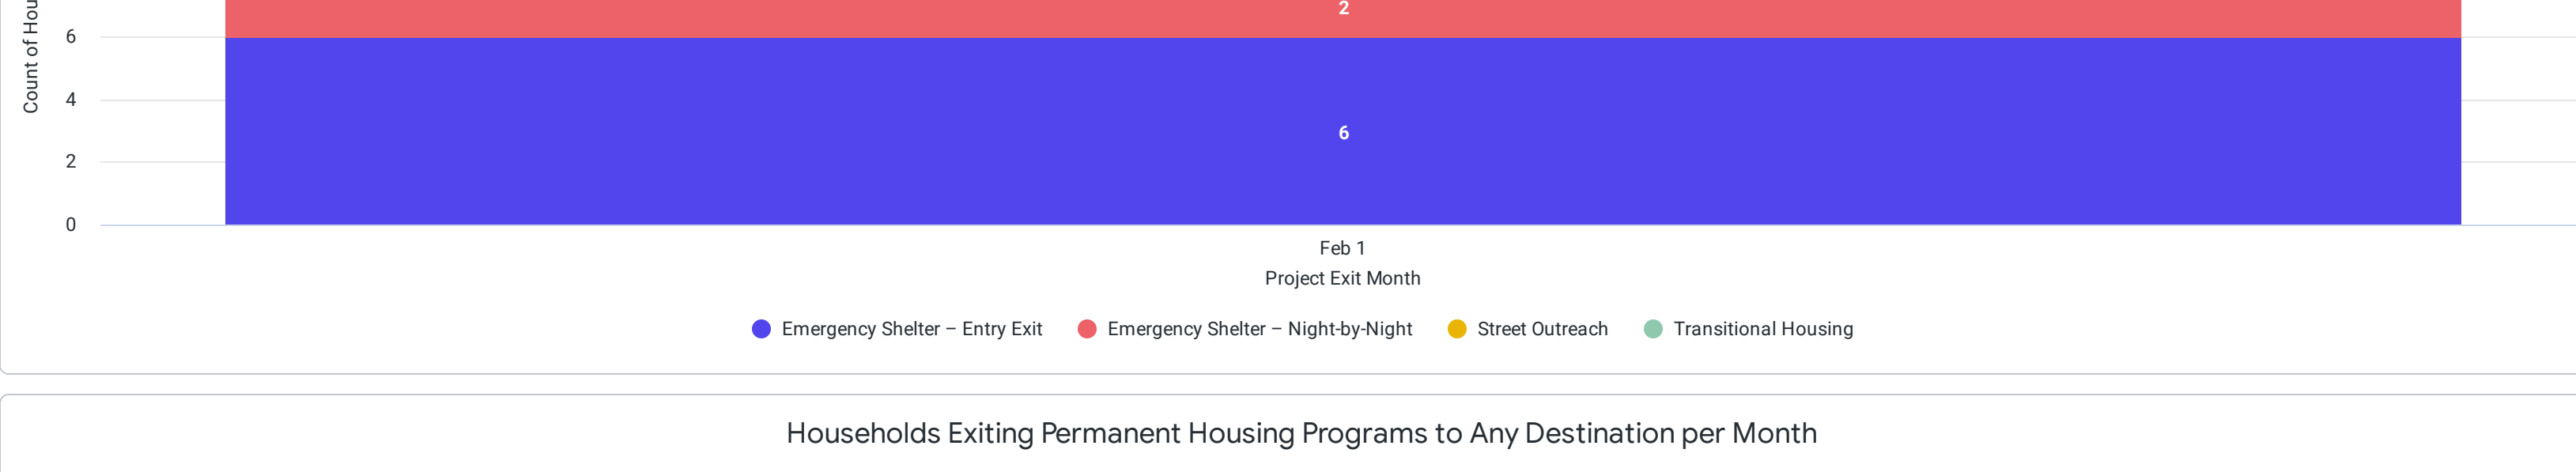 2
Count of Hou
6
4
6
2
0
Feb 1
Project Exit Month
Emergency Shelter – Entry Exit
Emergency Shelter – Night-by-Night
Street Outreach
Transitional Housing
Households Exiting Permanent Housing Programs to Any Destination per Month